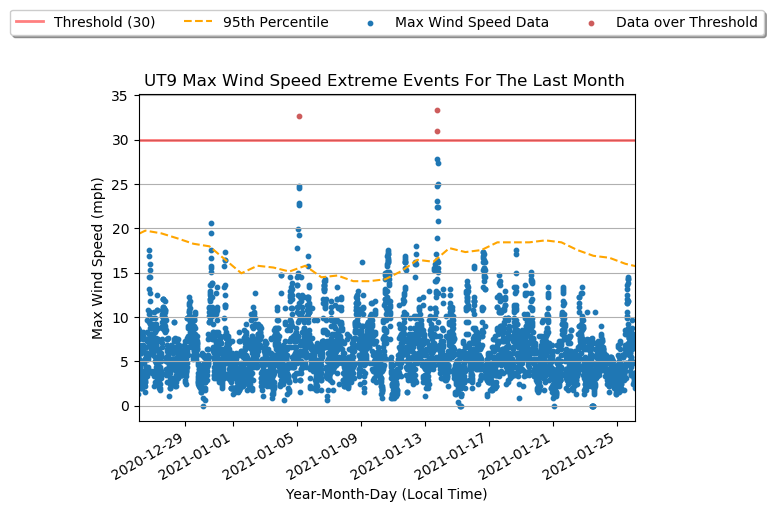 Threshold (30) 95th Percentile Max Wind Speed Data Data over Threshold
UT9 Max Wind Speed Extreme Events For The Last Month
35
30
25
20
15
10
5
0
Max Wind Speed (mph)
2020-12-29 2021-01-01 2021-01-05 2021-01-09 2021-01-13 2021-01-17 2021-01-21 2021-01-25
Year-Month-Day (Local Time)